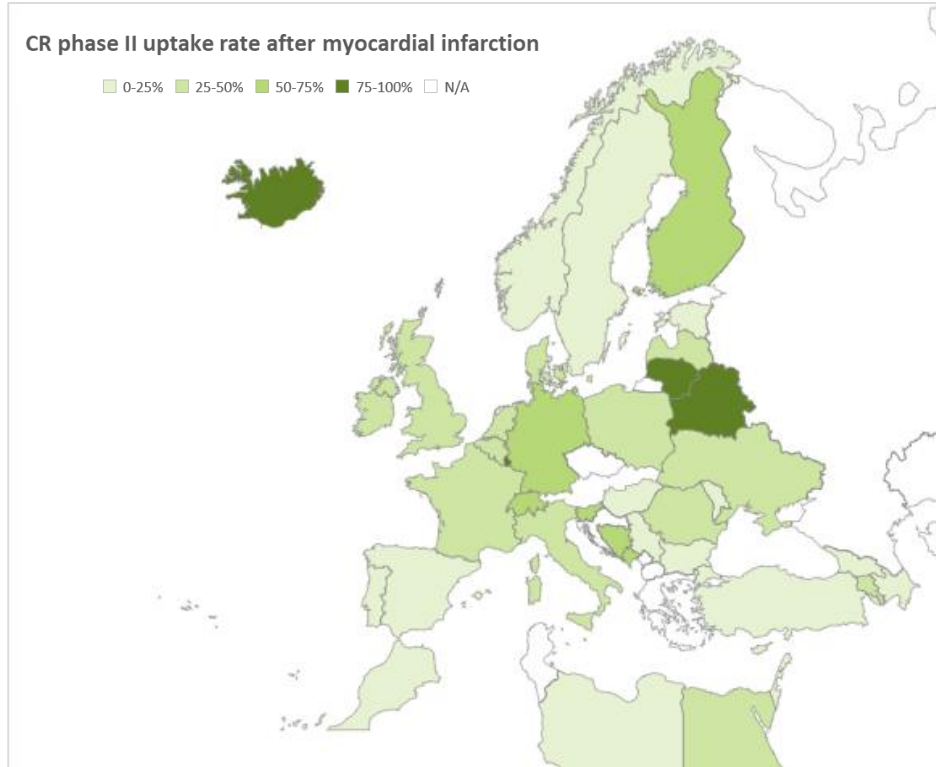 CR phase II uptake rate after myocardial infarction
0-25% 25-50% 50-75% 75-100% N/A